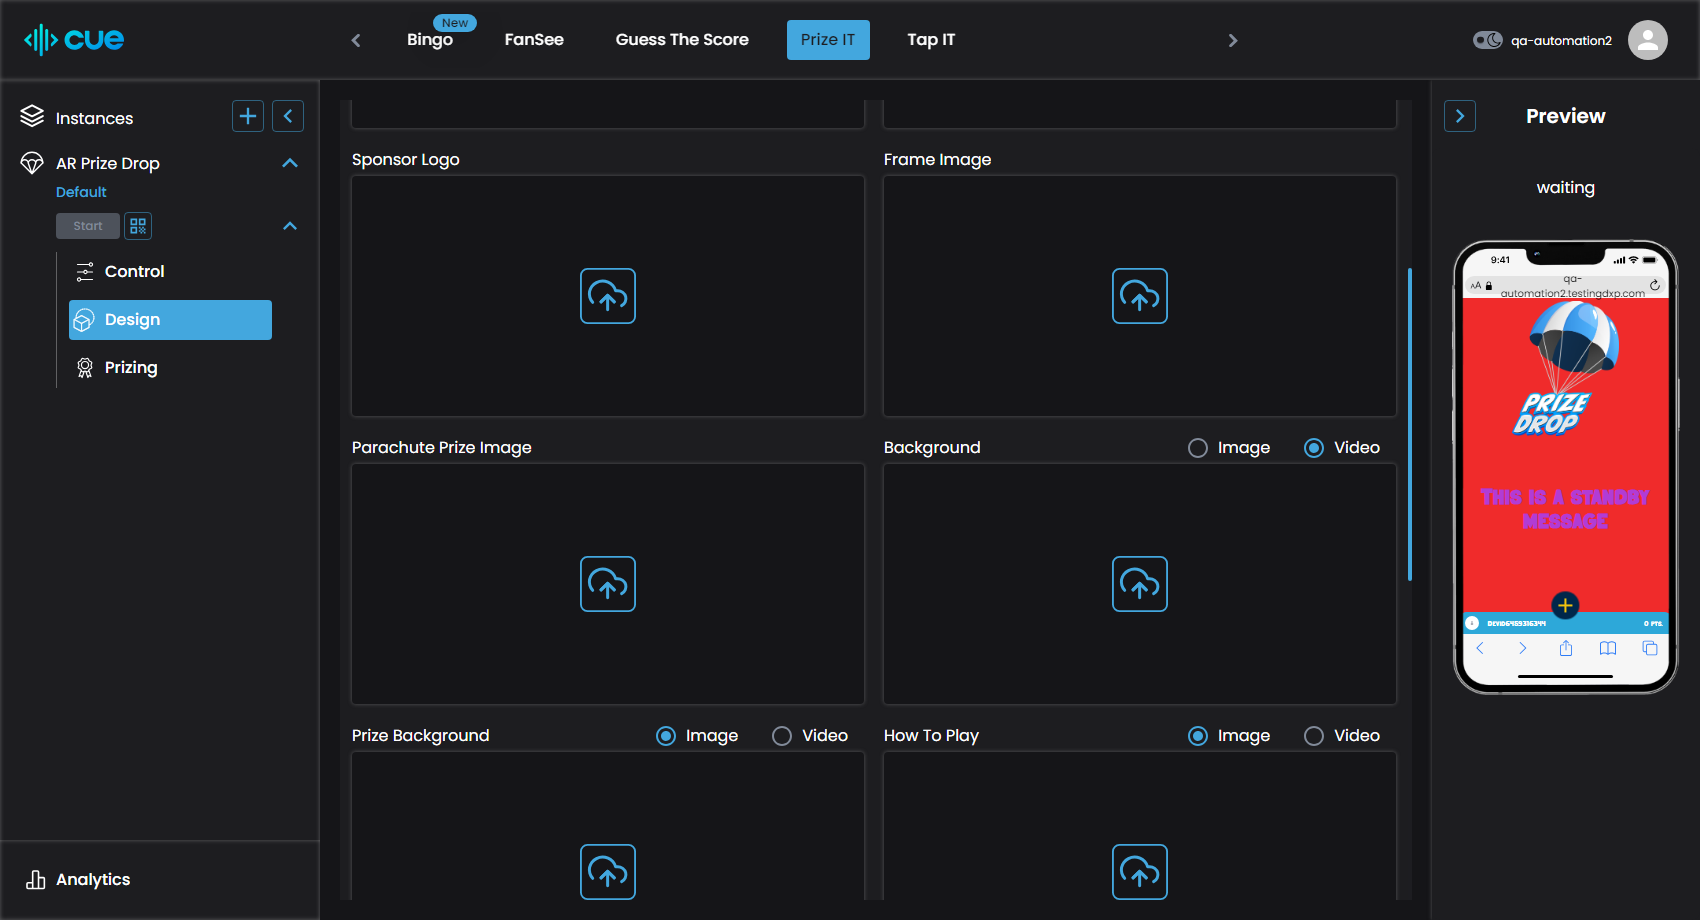 cue
New
Bingo
FanSee
Guess The Score
Prize IT
Tap IT
qa-automation2
Instances
AR Prize Drop
Default
Start
Control
Design
Prizing
Analytics
Sponsor Logo
Frame Image
Parachute Prize Image
Background
Image
Video
Prize Background
Image
Video
How To Play
Image
Video
Preview
waiting
9:41
AA
qa-
automation2.testingdxp.com
PRIZE
DROP
THIS IS A STANDBY
MESSAGE
0 PTS.